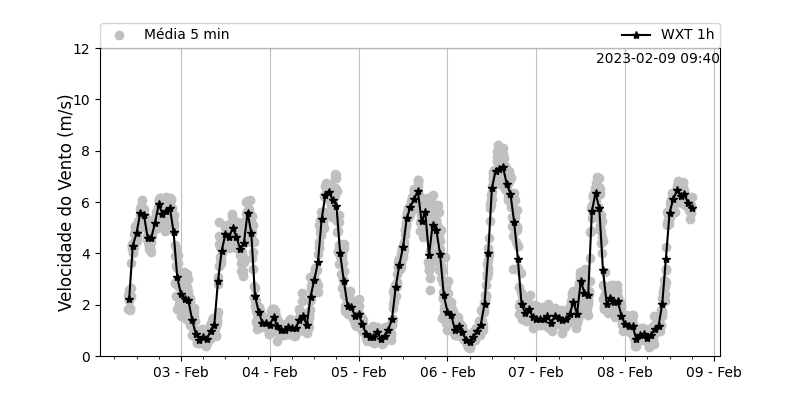 Média 5 min
WXT 1h
2023-02-09 09:40
Velocidade do Vento (m/s)
12
10
8
6
4
2
0
03 - Feb
04 - Feb
05 - Feb
06 - Feb
07 - Feb
08 - Feb
09 - Feb